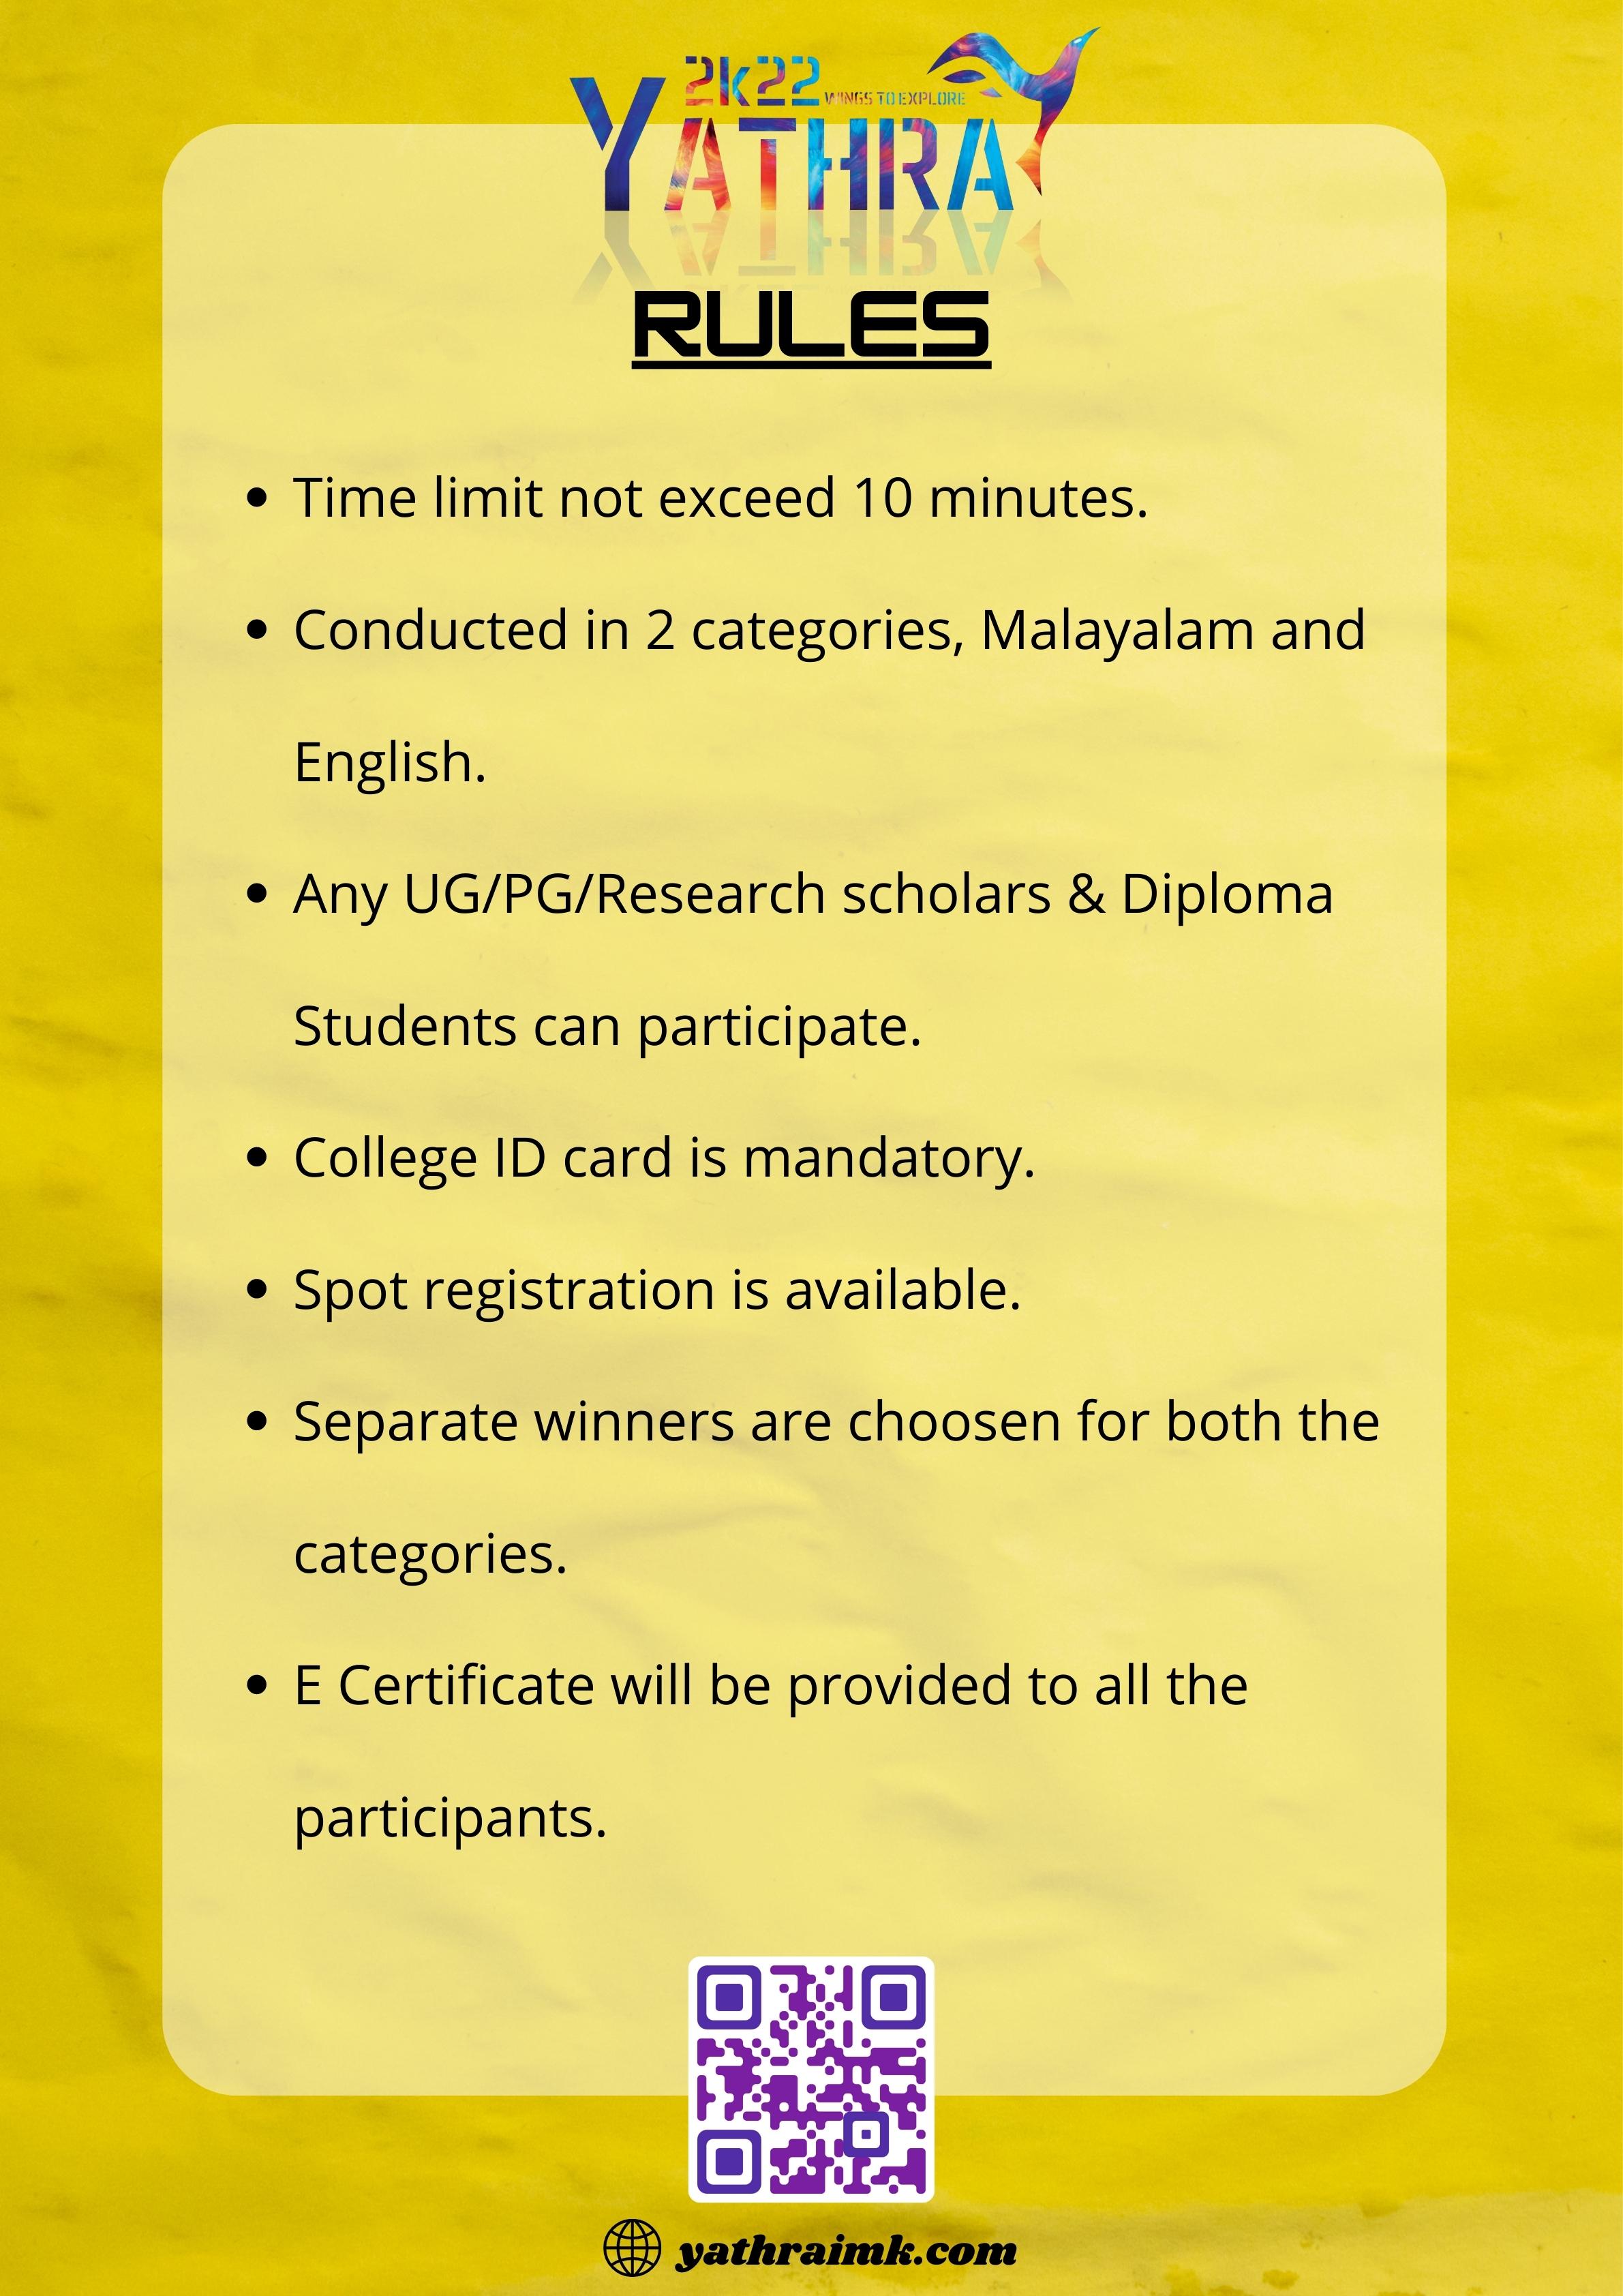 2k22
WINGS TO EXPLORE
YATHRA
RULES
• Time limit not exceed 10 minutes.
• Conducted in 2 categories, Malayalam and
English.
• Any UG/PG/Research scholars & Diploma
Students can participate.
• College ID card is mandatory.
• Spot registration is available.
• Separate winners are choosen for both the
categories.
• E Certificate will be provided to all the
participants.
yathraimk.com